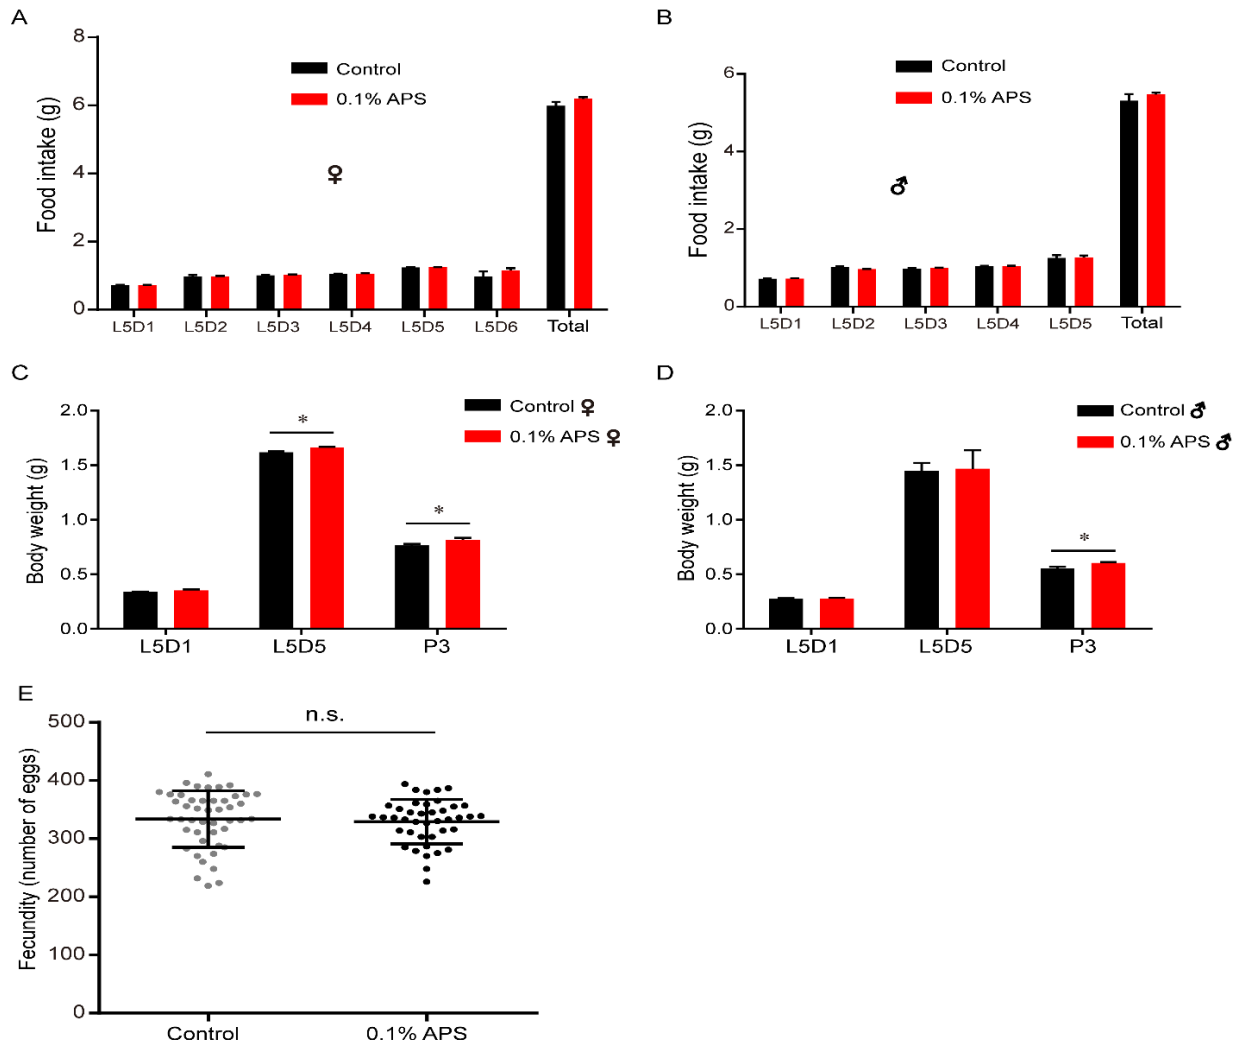 A
Food intake (g)
8
6
4
2
0
Control
0.1% APS
♀
L5D1 L5D2 L5D3 L5D4 L5D5 L5D6 Total
B
Food intake (g)
6
4
2
0
Control
0.1% APS
♂
L5D1 L5D2 L5D3 L5D4 L5D5 Total
C
Body weight (g)
2.0
1.5
1.0
0.5
0.0
Control ♀
0.1% APS ♀
*
*
L5D1 L5D5 P3
D
Body weight (g)
2.0
1.5
1.0
0.5
0.0
Control ♂
0.1% APS ♂
*
L5D1 L5D5 P3
E
Fecundity (number of eggs)
500
400
300
200
100
0
n.s.
Control 0.1% APS